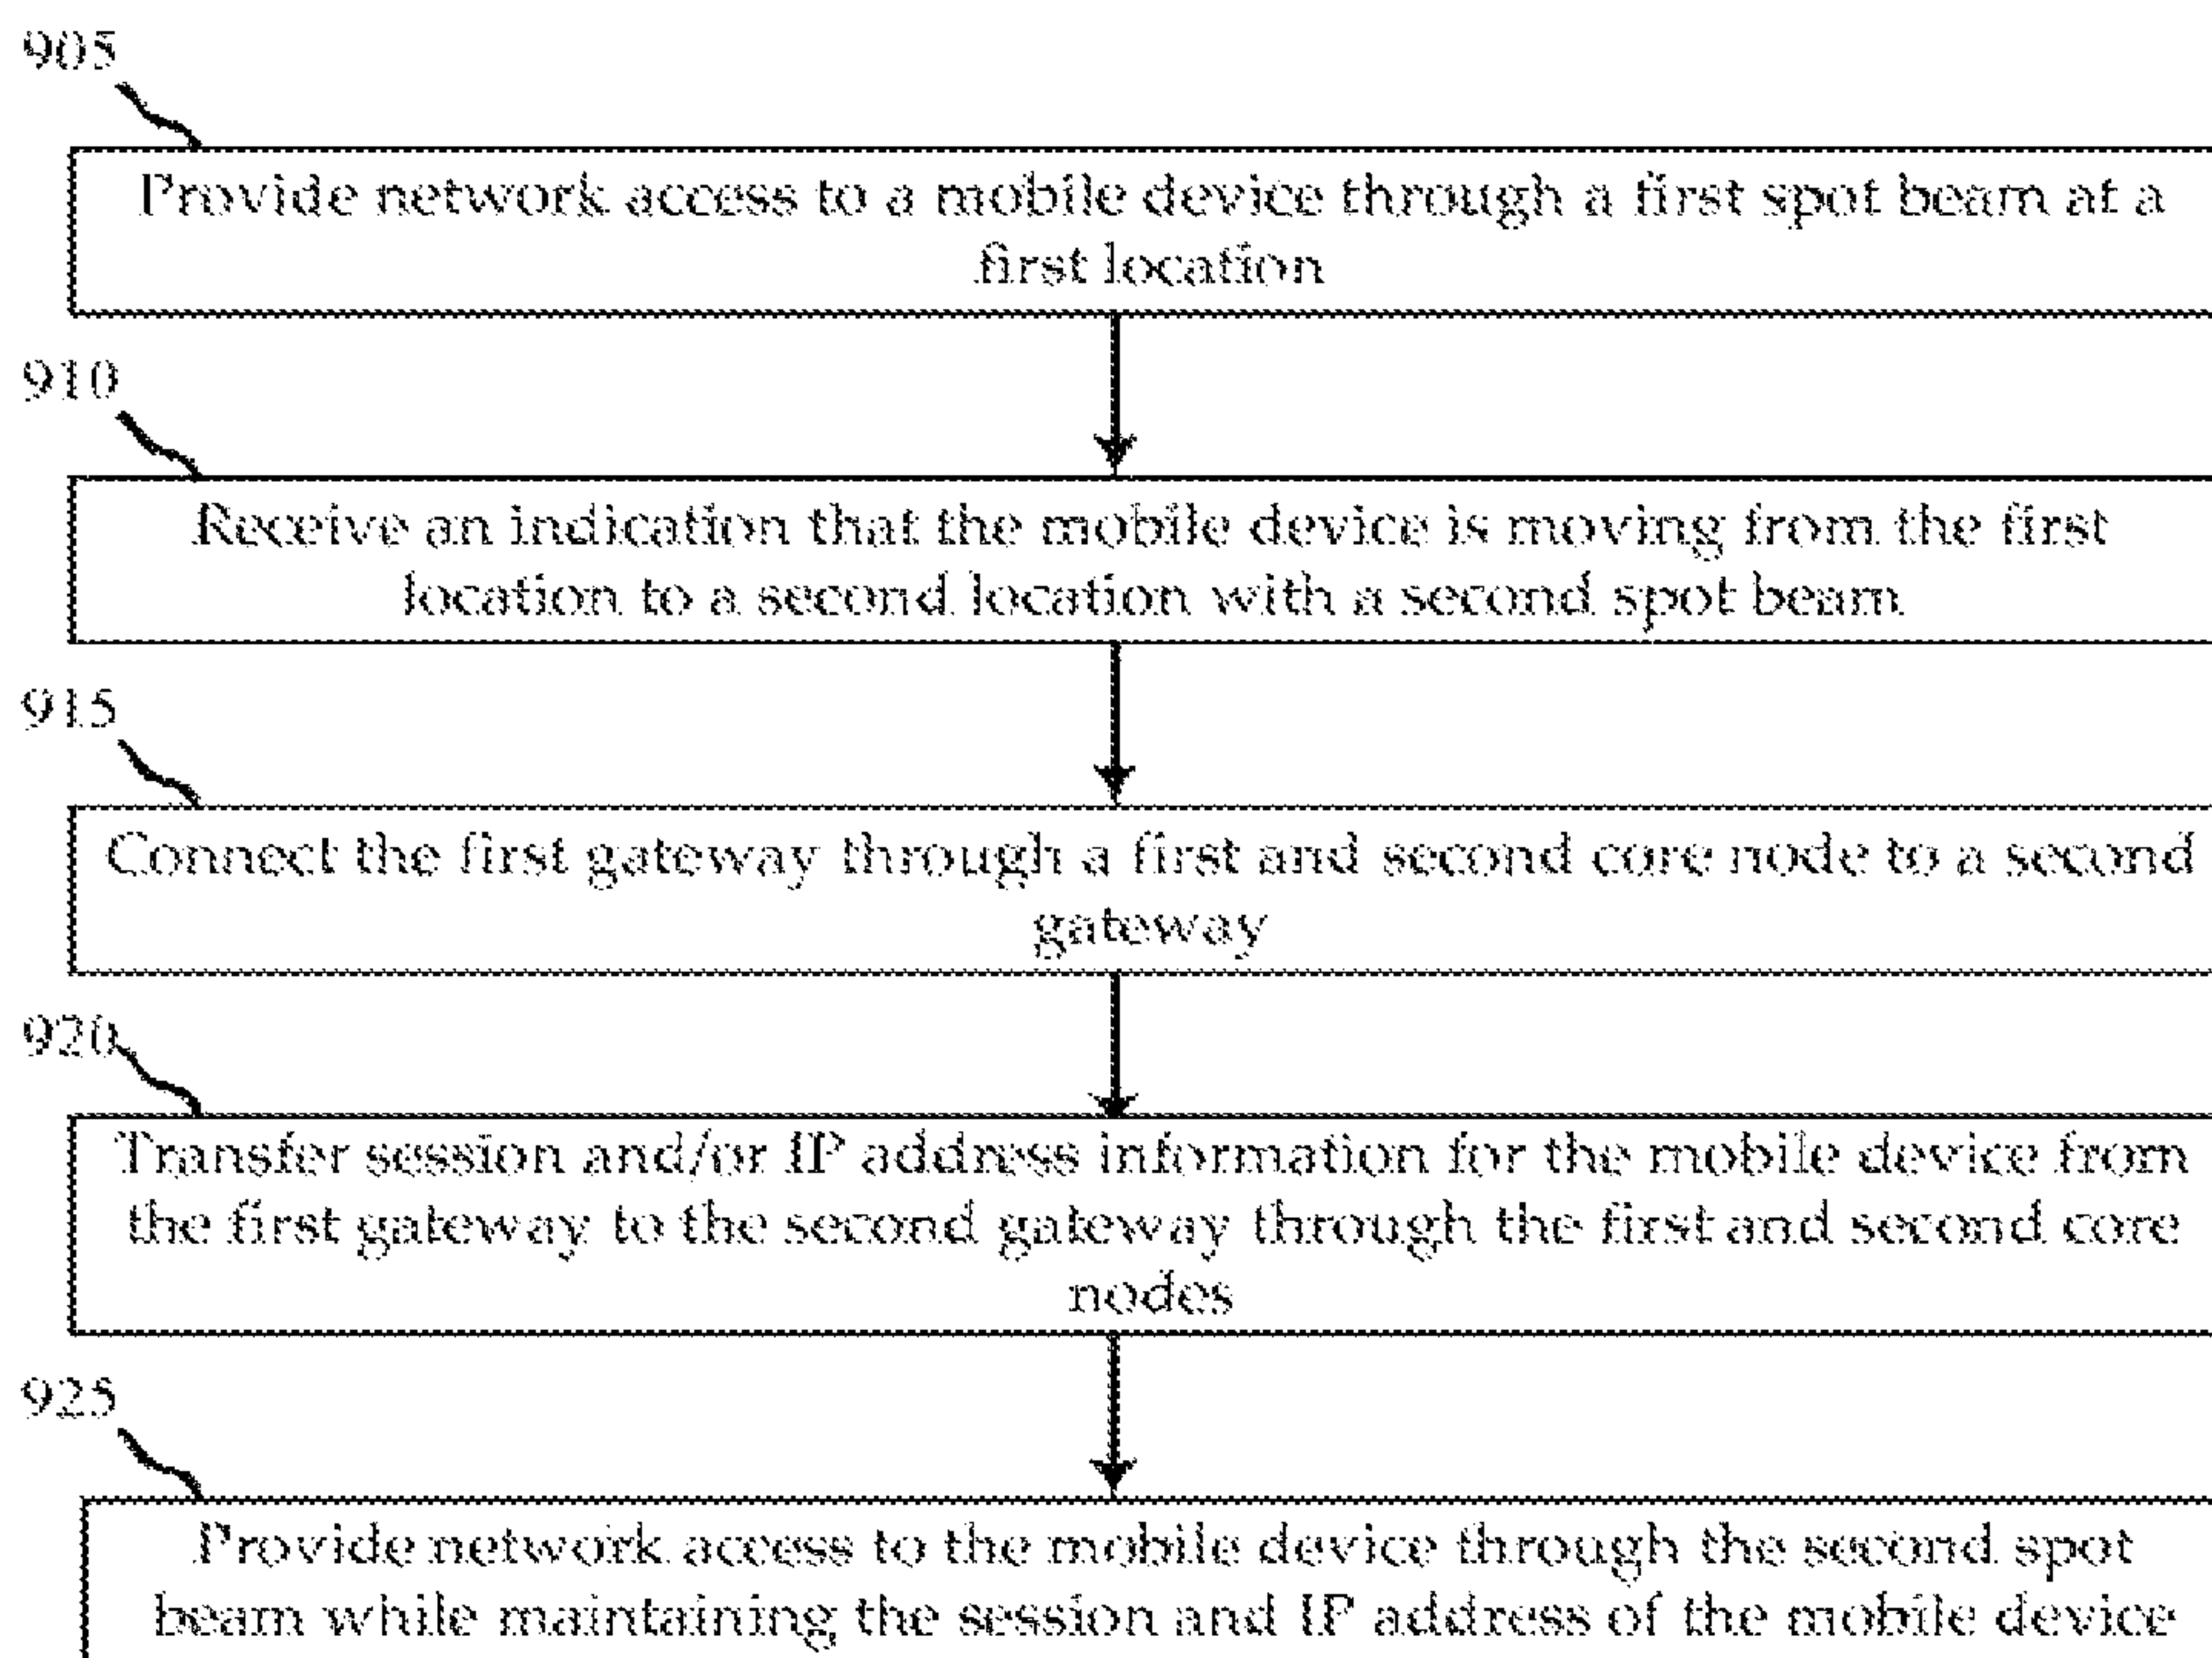 905
Provide network access to a mobile device through a first spot beam at a
first location
910
Receive an indication that the mobile device is moving from the first
location to a second location with a second spot beam
915
Connect the first gateway through a first and second core node to a second
gateway
920
Transfer session and/or IP address information for the mobile device from
the first gateway to the second gateway through the first and second core
nodes
925
Provide network access to the mobile device through the second spot
beam while maintaining the session and IP address of the mobile device